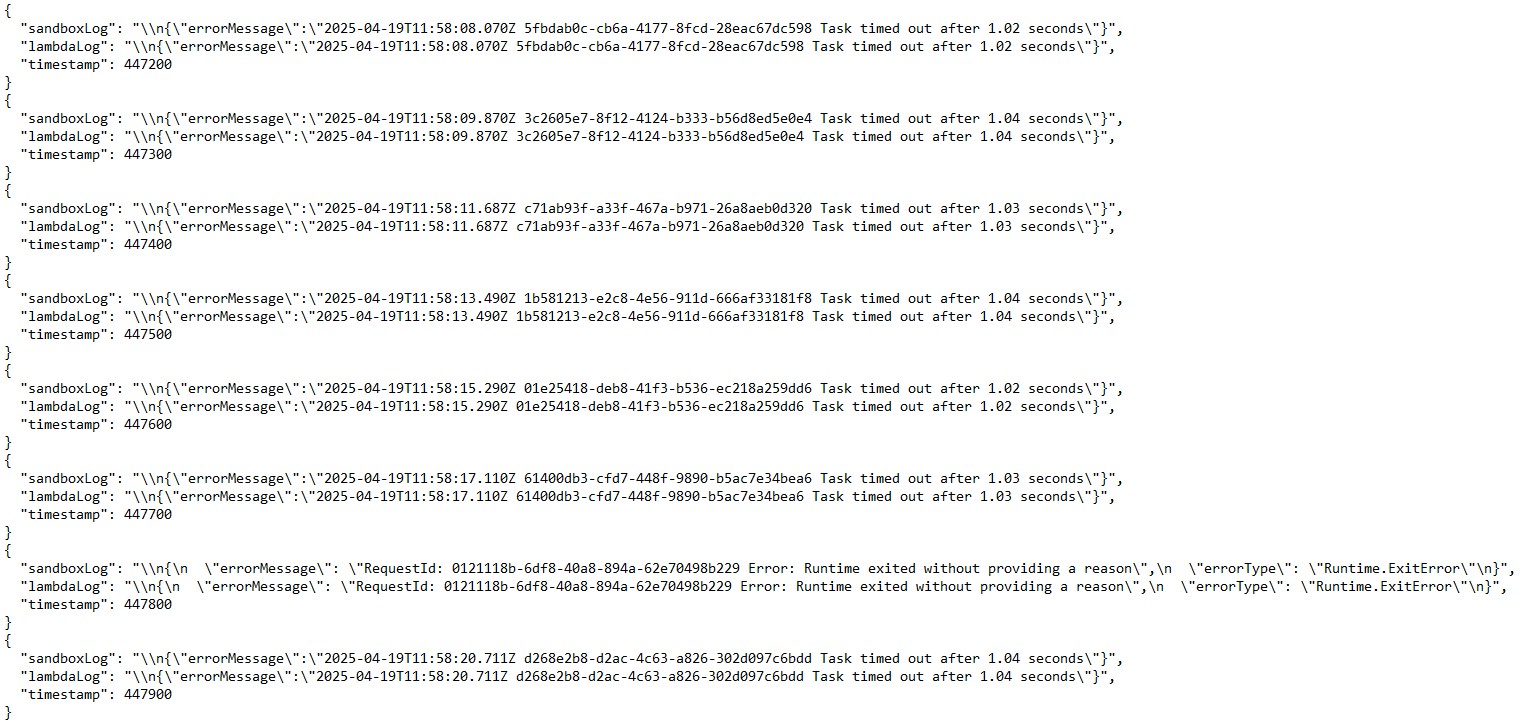 {
  "sandboxLog": "\\n{\"errorMessage\":\"2025-04-19T11:58:08.070Z 5fbdab0c-cb6a-4177-8fcd-28eac67dc598 Task timed out after 1.02 seconds\"}",
  "lambdaLog": "\\n{\"errorMessage\":\"2025-04-19T11:58:08.070Z 5fbdab0c-cb6a-4177-8fcd-28eac67dc598 Task timed out after 1.02 seconds\"}",
  "timestamp": 447200
}
{
  "sandboxLog": "\\n{\"errorMessage\":\"2025-04-19T11:58:09.870Z 3c2605e7-8f12-4124-b333-b56d8ed5e0e4 Task timed out after 1.04 seconds\"}",
  "lambdaLog": "\\n{\"errorMessage\":\"2025-04-19T11:58:09.870Z 3c2605e7-8f12-4124-b333-b56d8ed5e0e4 Task timed out after 1.04 seconds\"}",
  "timestamp": 447300
}
{
  "sandboxLog": "\\n{\"errorMessage\":\"2025-04-19T11:58:11.687Z c71ab93f-a33f-467a-b971-26a8aeb0d320 Task timed out after 1.03 seconds\"}",
  "lambdaLog": "\\n{\"errorMessage\":\"2025-04-19T11:58:11.687Z c71ab93f-a33f-467a-b971-26a8aeb0d320 Task timed out after 1.03 seconds\"}",
  "timestamp": 447400
}
{
  "sandboxLog": "\\n{\"errorMessage\":\"2025-04-19T11:58:13.490Z 1b581213-e2c8-4e56-911d-666af33181f8 Task timed out after 1.04 seconds\"}",
  "lambdaLog": "\\n{\"errorMessage\":\"2025-04-19T11:58:13.490Z 1b581213-e2c8-4e56-911d-666af33181f8 Task timed out after 1.04 seconds\"}",
  "timestamp": 447500
}
{
  "sandboxLog": "\\n{\"errorMessage\":\"2025-04-19T11:58:15.290Z 01e25418-deb8-41f3-b536-ec218a259dd6 Task timed out after 1.02 seconds\"}",
  "lambdaLog": "\\n{\"errorMessage\":\"2025-04-19T11:58:15.290Z 01e25418-deb8-41f3-b536-ec218a259dd6 Task timed out after 1.02 seconds\"}",
  "timestamp": 447600
}
{
  "sandboxLog": "\\n{\"errorMessage\":\"2025-04-19T11:58:17.110Z 61400db3-cfd7-448f-9890-b5ac7e34bea6 Task timed out after 1.03 seconds\"}",
  "lambdaLog": "\\n{\"errorMessage\":\"2025-04-19T11:58:17.110Z 61400db3-cfd7-448f-9890-b5ac7e34bea6 Task timed out after 1.03 seconds\"}",
  "timestamp": 447700
}
{
  "sandboxLog": "\\n{\n  \"errorMessage\": \"RequestId: 0121118b-6df8-40a8-894a-62e70498b229 Error: Runtime exited without providing a reason\",\n  \"errorType\": \"Runtime.ExitError\"\n}",
  "lambdaLog": "\\n{\n  \"errorMessage\": \"RequestId: 0121118b-6df8-40a8-894a-62e70498b229 Error: Runtime exited without providing a reason\",\n  \"errorType\": \"Runtime.ExitError\"\n}",
  "timestamp": 447800
}
{
  "sandboxLog": "\\n{\"errorMessage\":\"2025-04-19T11:58:20.711Z d268e2b8-d2ac-4c63-a826-302d097c6bdd Task timed out after 1.04 seconds\"}",
  "lambdaLog": "\\n{\"errorMessage\":\"2025-04-19T11:58:20.711Z d268e2b8-d2ac-4c63-a826-302d097c6bdd Task timed out after 1.04 seconds\"}",
  "timestamp": 447900
}